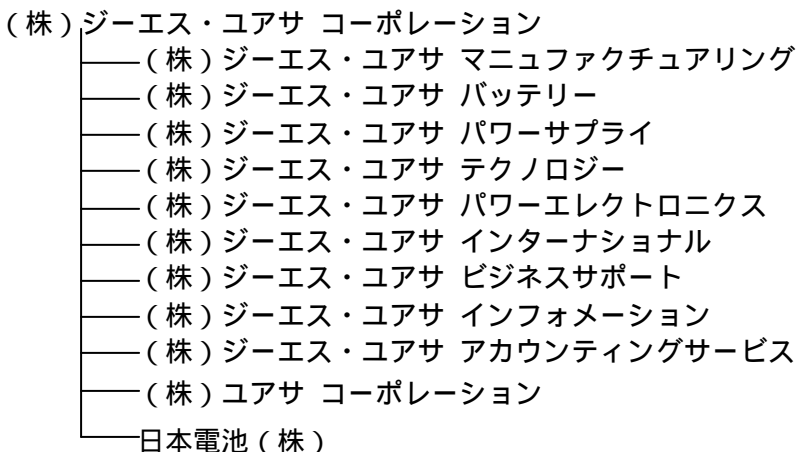 (株)ジーエス・ユアサ コーポレーション
(株)ジーエス・ユアサ マニュファクチュアリング
(株)ジーエス・ユアサ バッテリー
(株)ジーエス・ユアサ パワーサプライ
(株)ジーエス・ユアサ テクノロジー
(株)ジーエス・ユアサ パワーエレクトロニクス
(株)ジーエス・ユアサ インターナショナル
(株)ジーエス・ユアサ ビジネスサポート
(株)ジーエス・ユアサ インフォメーション
(株)ジーエス・ユアサ アカウンティングサービス
(株)ユアサ コーポレーション
日本電池(株)